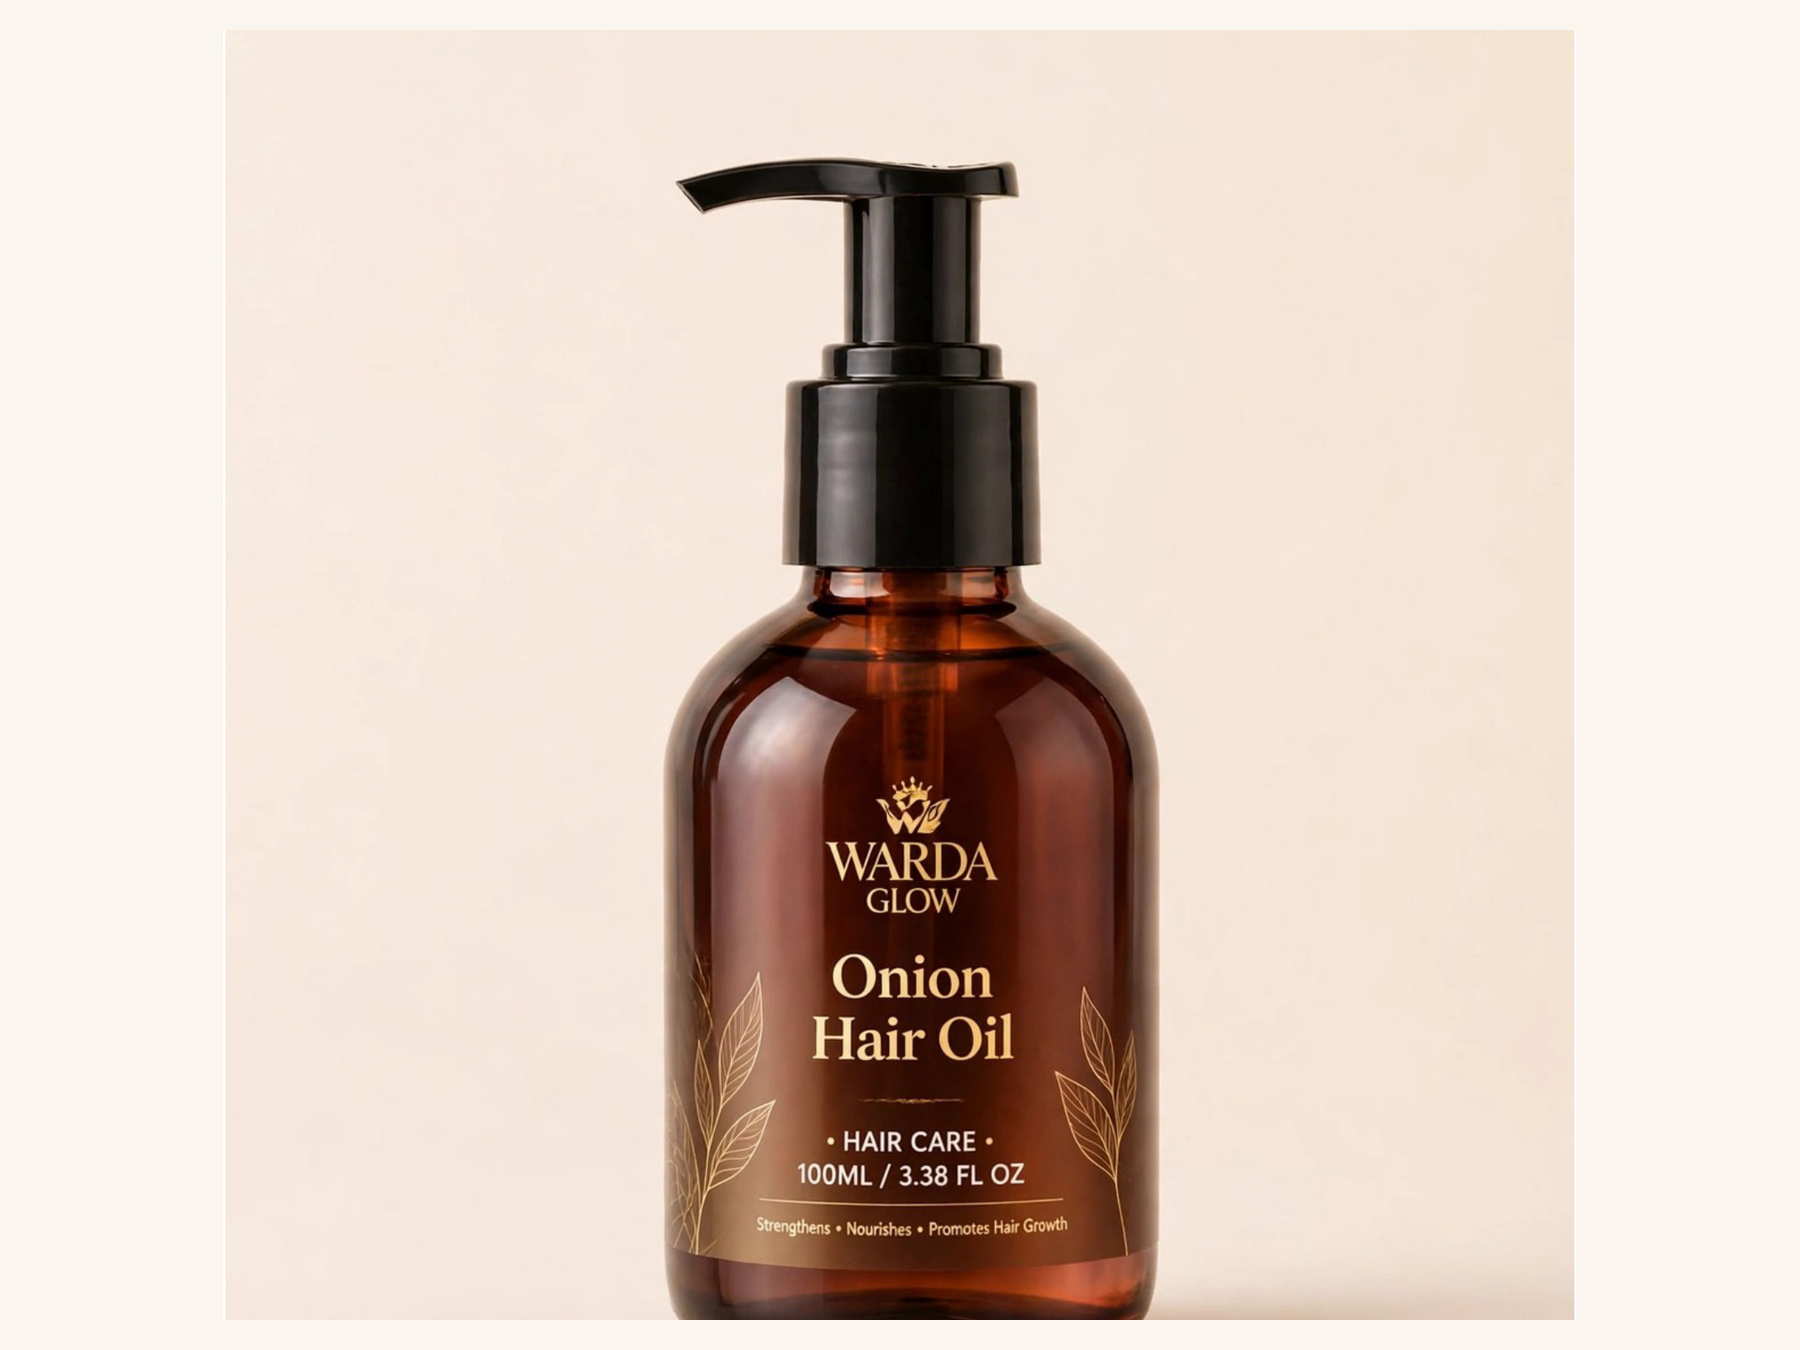 WARDA
GLOW
Onion
Hair Oil
• HAIR CARE •
100ML / 3.38 FL OZ
Strengthens • Nourishes • Promotes Hair Growth